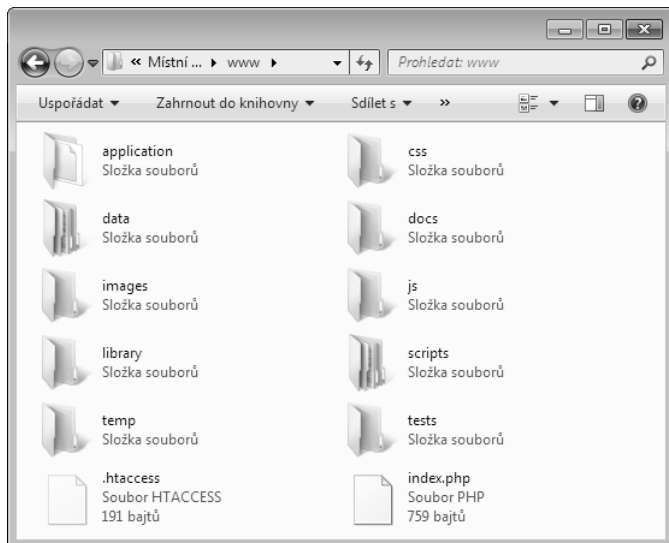 « Místní ... www
Prohledat: www
Uspořádat Zahrnout do knihovny Sdílet s »
application
Složka souborů
css
Složka souborů
data
Složka souborů
docs
Složka souborů
images
Složka souborů
js
Složka souborů
library
Složka souborů
scripts
Složka souborů
temp
Složka souborů
tests
Složka souborů
.htaccess
Soubor HTACCESS
191 bajtů
index.php
Soubor PHP
759 bajtů